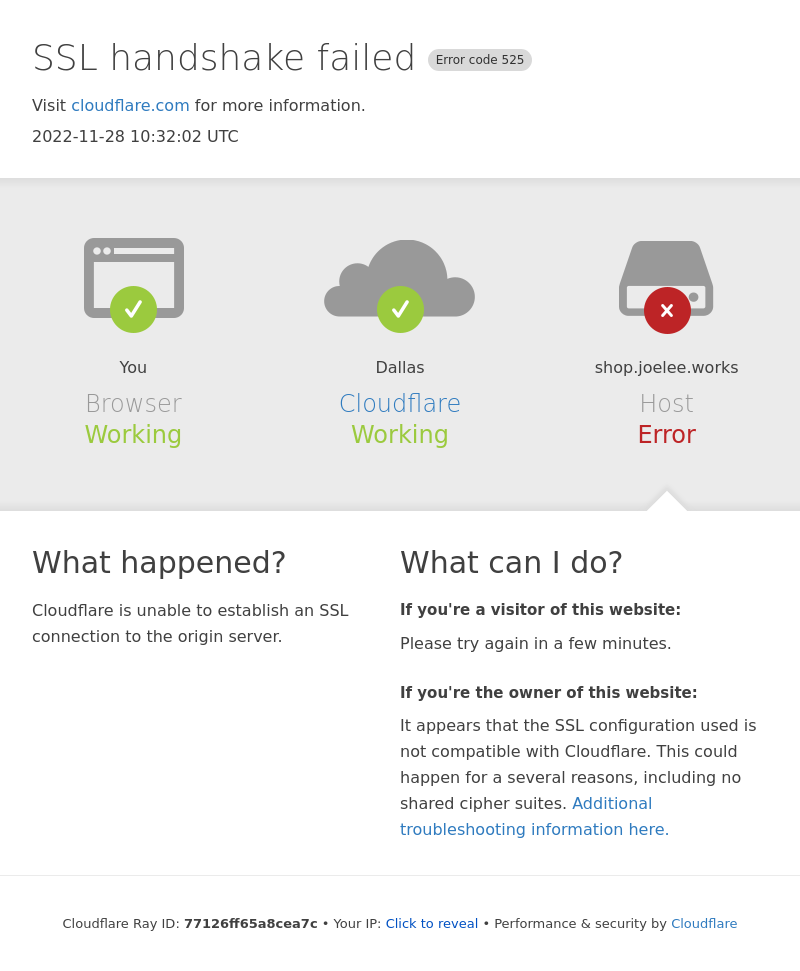 SSL handshake failed Error code 525
Visit cloudflare.com for more information.
2022-11-28 10:32:02 UTC
You
Browser
Working
Dallas
Cloudflare
Working
shop.joelee.works
Host
Error
What happened?
Cloudflare is unable to establish an SSL
connection to the origin server.
What can I do?
If you're a visitor of this website:
Please try again in a few minutes.
If you're the owner of this website:
It appears that the SSL configuration used is
not compatible with Cloudflare. This could
happen for a several reasons, including no
shared cipher suites. Additional
troubleshooting information here.
Cloudflare Ray ID: 77126ff65a8cea7c • Your IP: Click to reveal • Performance & security by Cloudflare